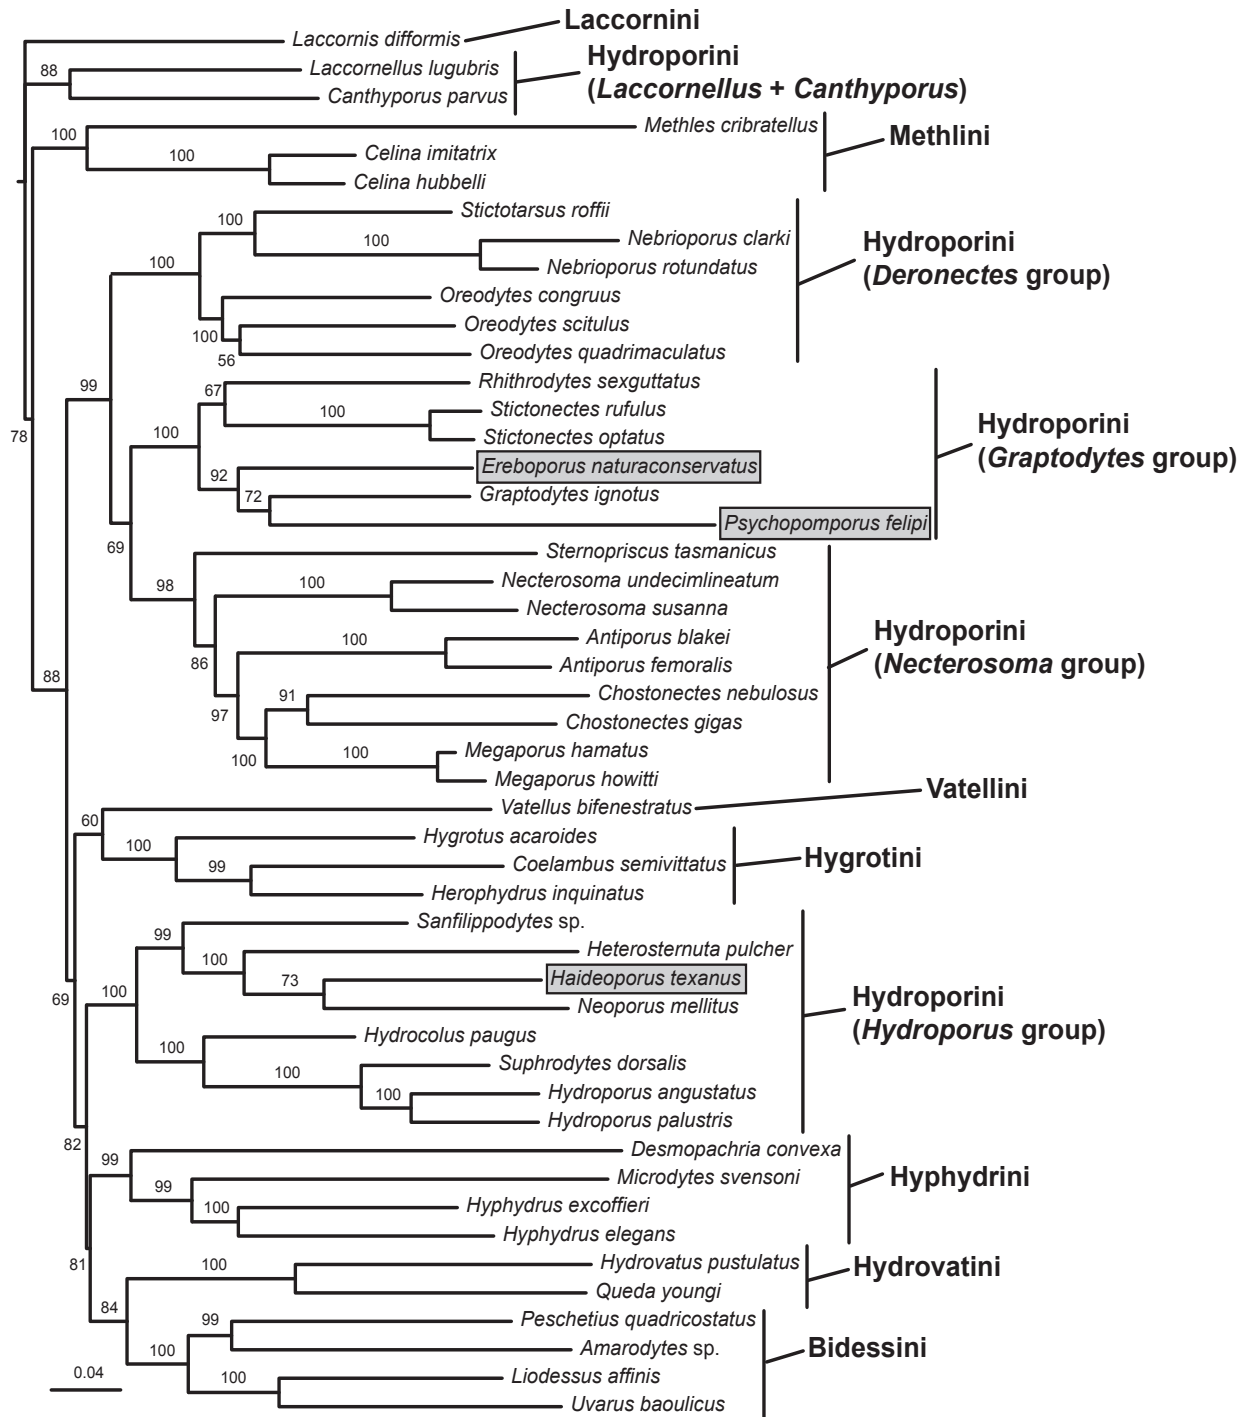 Laccornis difformis
Laccornini
88
Laccornellus lugubris
Canthyporus parvus
Hydroporini
(Laccornellus + Canthyporus)
100
Methles cribratellus
100
Celina imitatrix
Celina hubbelli
Methlini
100
Stictotarsus roffii
100
Nebrioporus clarki
Nebrioporus rotundatus
100
Oreodytes congruus
100
Oreodytes scitulus
56
Oreodytes quadrimaculatus
Hydroporini
(Deronectes group)
99
67
Rhithrodytes sexguttatus
100
Stictonectes rufulus
Stictonectes optatus
100
78
92
Ereboporus naturaconservatus
72
Graptodytes ignotus
Psychopomporus felipi
Hydroporini
(Graptodytes group)
69
98
Sternopriscus tasmanicus
100
Necterosoma undecimlineatum
Necterosoma susanna
86
100
Antiporus blakei
Antiporus femoralis
97
91
Chostonectes nebulosus
Chostonectes gigas
100
100
Megaporus hamatus
Megaporus howitti
Hydroporini
(Necterosoma group)
88
60
Vatellus bifenestratus
Vatellini
100
Hygrotus acaroides
99
Coelambus semivittatus
Herophydrus inquinatus
Hygrotini
69
100
99
Sanfilippodytes sp.
100
Heterosternuta pulcher
73
Haideoporus texanus
Neoporus mellitus
100
Hydrocolus paugus
100
Suphrodytes dorsalis
100
Hydroporus angustatus
Hydroporus palustris
Hydroporini
(Hydroporus group)
82
99
Desmopachria convexa
99
Microdytes svensoni
100
Hyphydrus excoffieri
Hyphydrus elegans
Hyphydrini
81
84
100
Hydrovatus pustulatus
Queda youngi
Hydrovatini
100
99
Peschetius quadricostatus
Amarodytes sp.
100
Liodessus affinis
Uvarus baoulicus
Bidessini
0.04